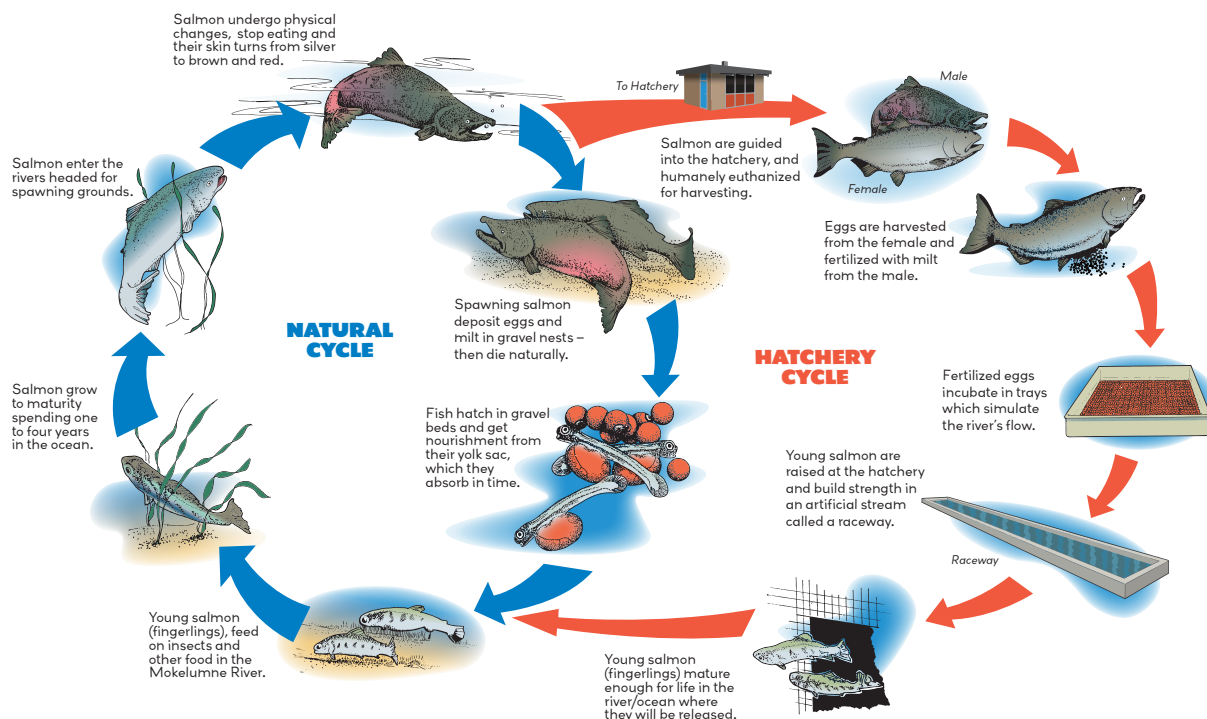 Salmon undergo physical
changes, stop eating and
their skin turns from silver
to brown and red.
To Hatchery
Male
Female
Salmon are guided
into the hatchery, and
humanely euthanized
for harvesting.
Salmon enter the
rivers headed for
spawning grounds.
Eggs are harvested
from the female and
fertilized with milt
from the male.
Spawning salmon
deposit eggs and
milt in gravel nests –
then die naturally.
NATURAL
CYCLE
HATCHERY
CYCLE
Fertilized eggs
incubate in trays
which simulate
the river's flow.
Salmon grow
to maturity
spending one
to four years
in the ocean.
Fish hatch in gravel
beds and get
nourishment from
their yolk sac,
which they
absorb in time.
Young salmon are
raised at the hatchery
and build strength in
an artificial stream
called a raceway.
Raceway
Young salmon
(fingerlings), feed
on insects and
other food in the
Mokelumne River.
Young salmon
(fingerlings) mature
enough for life in the
river/ocean where
they will be released.